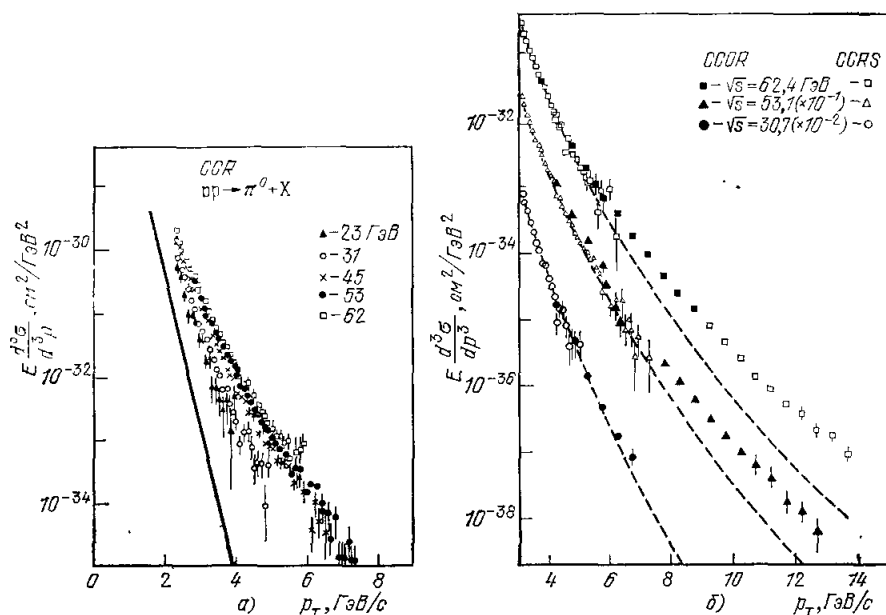 CCR
pp → π⁰ + X
▲ – 23 ГэВ
○ – 31
× – 45
● – 53
□ – 62
E d³σ/d³p, см²/ГэВ²
10⁻³⁰
10⁻³²
10⁻³⁴
0 2 4 6 8
а) p_T, ГэВ/с
CCOR CCRS
■ – √s = 62,4 ГэВ – □
▲ – √s = 53,1 (×10⁻¹) – △
● – √s = 30,7 (×10⁻²) – ○
E d³σ/dp³, см²/ГэВ²
10⁻³²
10⁻³⁴
10⁻³⁶
10⁻³⁸
4 6 8 10 12 14
б) p_T, ГэВ/с